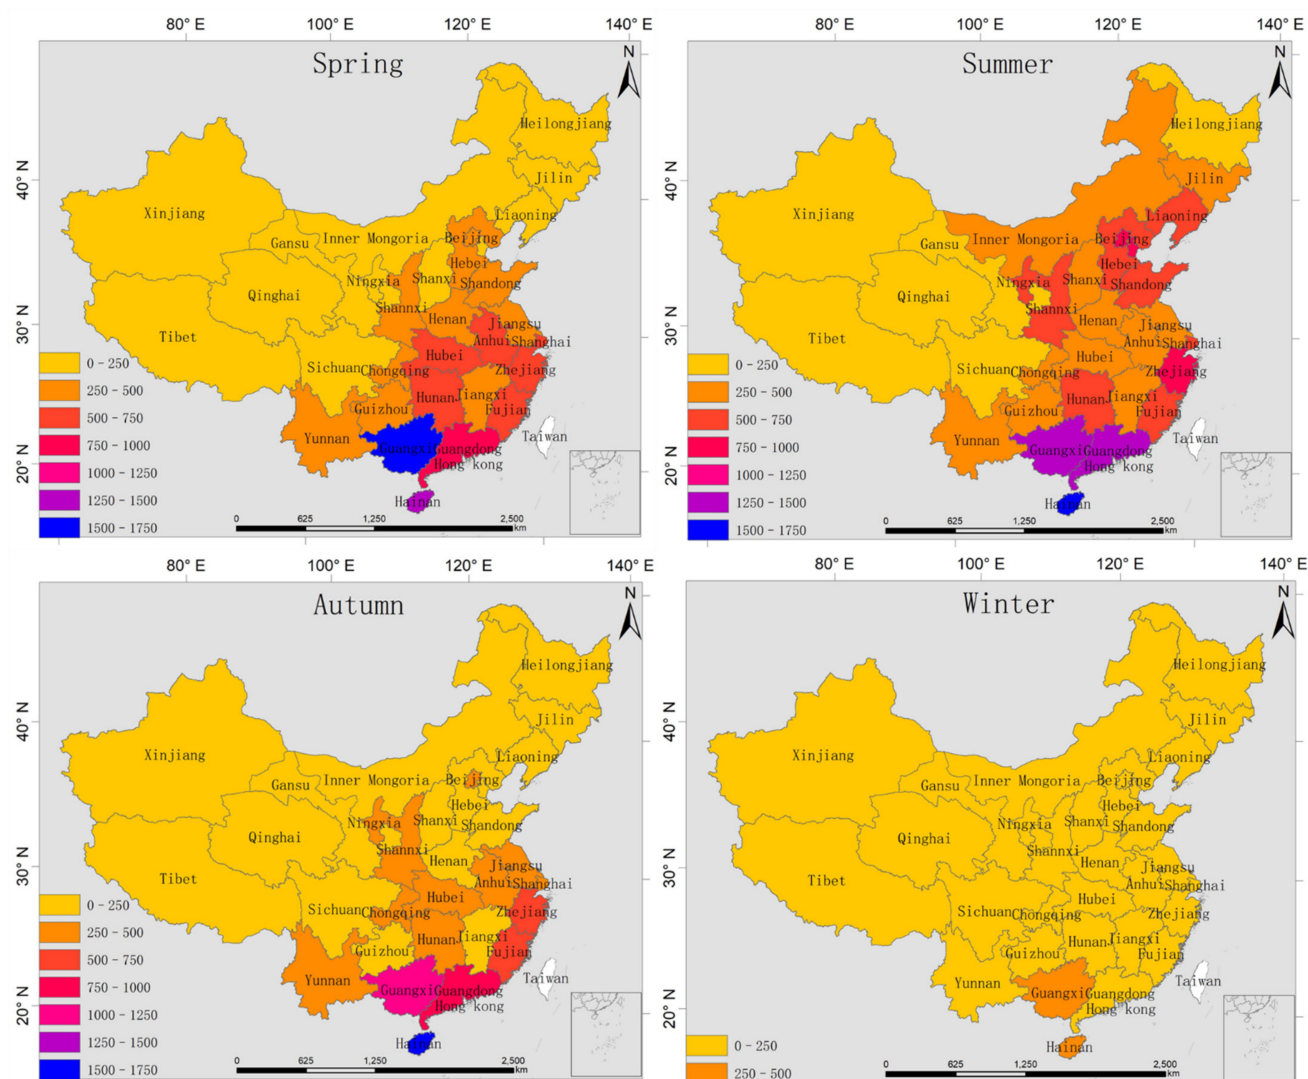 80° E 100° E 120° E 140° E
Spring
N
40° N
30° N
20° N
Heilongjiang
Jilin
Liaoning
Xinjiang
Gansu
Inner Mongoria
Beijing
Hebei
Ningxia
Shanxi
Shandong
Qinghai
Shannxi
Henan
Jiangsu
Tibet
Anhui
Shanghai
Sichuan
Chongqing
Hubei
Zhejiang
Hunan
Jiangxi
Guizhou
Fujian
Yunnan
Taiwan
Guangxi
Guangdong
Hong kong
Hainan
0 - 250
250 - 500
500 - 750
750 - 1000
1000 - 1250
1250 - 1500
1500 - 1750
0 625 1,250 2,500
km
80° E 100° E 120° E 140° E
Summer
N
40° N
30° N
20° N
Heilongjiang
Jilin
Liaoning
Xinjiang
Gansu
Inner Mongoria
Beijing
Hebei
Ningxia
Shanxi
Shandong
Qinghai
Shannxi
Henan
Jiangsu
Tibet
Anhui
Shanghai
Sichuan
Chongqing
Hubei
Zhejiang
Hunan
Jiangxi
Guizhou
Fujian
Yunnan
Taiwan
Guangxi
Guangdong
Hong kong
Hainan
0 - 250
250 - 500
500 - 750
750 - 1000
1000 - 1250
1250 - 1500
1500 - 1750
0 625 1,250 2,500
km
80° E 100° E 120° E 140° E
Autumn
N
40° N
30° N
20° N
Heilongjiang
Jilin
Liaoning
Xinjiang
Gansu
Inner Mongoria
Beijing
Hebei
Ningxia
Shanxi
Shandong
Qinghai
Shannxi
Henan
Jiangsu
Tibet
Anhui
Shanghai
Sichuan
Chongqing
Hubei
Zhejiang
Hunan
Jiangxi
Guizhou
Fujian
Yunnan
Taiwan
Guangxi
Guangdong
Hong kong
Hainan
0 - 250
250 - 500
500 - 750
750 - 1000
1000 - 1250
1250 - 1500
1500 - 1750
0 625 1,250 2,500
km
80° E 100° E 120° E 140° E
Winter
N
40° N
30° N
20° N
Heilongjiang
Jilin
Liaoning
Xinjiang
Gansu
Inner Mongoria
Beijing
Hebei
Ningxia
Shanxi
Shandong
Qinghai
Shannxi
Henan
Jiangsu
Tibet
Anhui
Shanghai
Sichuan
Chongqing
Hubei
Zhejiang
Hunan
Jiangxi
Guizhou
Fujian
Yunnan
Taiwan
Guangxi
Guangdong
Hong kong
Hainan
0 - 250
250 - 500
0 625 1,250 2,500
km